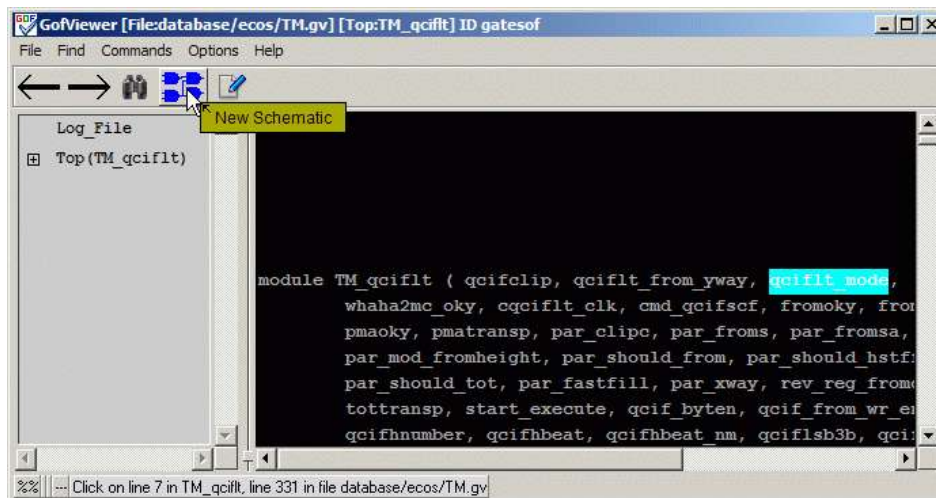 GofViewer [File:database/ecos/TM.gv] [Top:TM_qciflt] ID gatesof
File Find Commands Options Help
New Schematic
Log_File
Top(TM_qciflt)
module TM_qciflt ( qcifclip, qciflt_from_yway, qciflt_mode,
whaha2mc_oky, cqciflt_clk, cmd_qcifscf, fromoky, fro
pmaoky, pmatransp, par_clipc, par_froms, par_fromsa,
par_mod_fromheight, par_should_from, par_should_hstf
par_should_tot, par_fastfill, par_xway, rev_reg_from
tottransp, start_execute, qcif_byten, qcif_from_wr_e
qcifhnumber, qcifhbeat, qcifhbeat_nm, qciflsb3b, qci
%% --- Click on line 7 in TM_qciflt, line 331 in file database/ecos/TM.gv